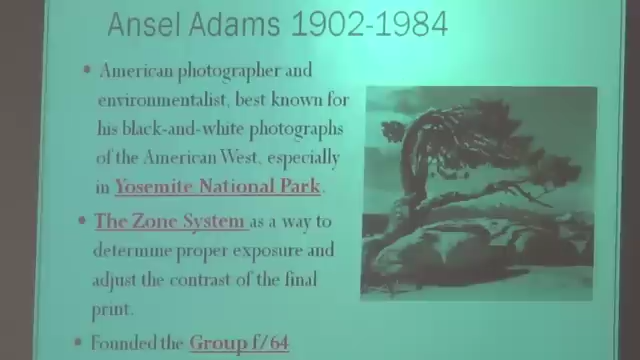 Ansel Adams 1902-1984
• American photographer and
environmentalist, best known for
his black-and-white photographs
of the American West, especially
in Yosemite National Park.
• The Zone System as a way to
determine proper exposure and
adjust the contrast of the final
print.
• Founded the Group f/64